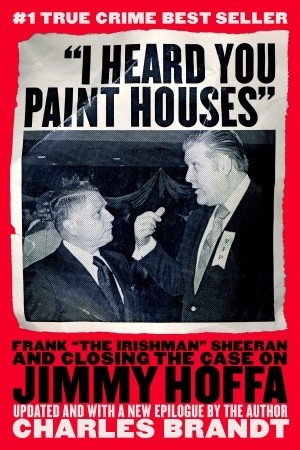 #1 TRUE CRIME BEST SELLER
"I HEARD YOU
PAINT HOUSES"
FRANK "THE IRISHMAN" SHEERAN
AND CLOSING THE CASE ON
JIMMY HOFFA
UPDATED AND WITH A NEW EPILOGUE BY THE AUTHOR
CHARLES BRANDT